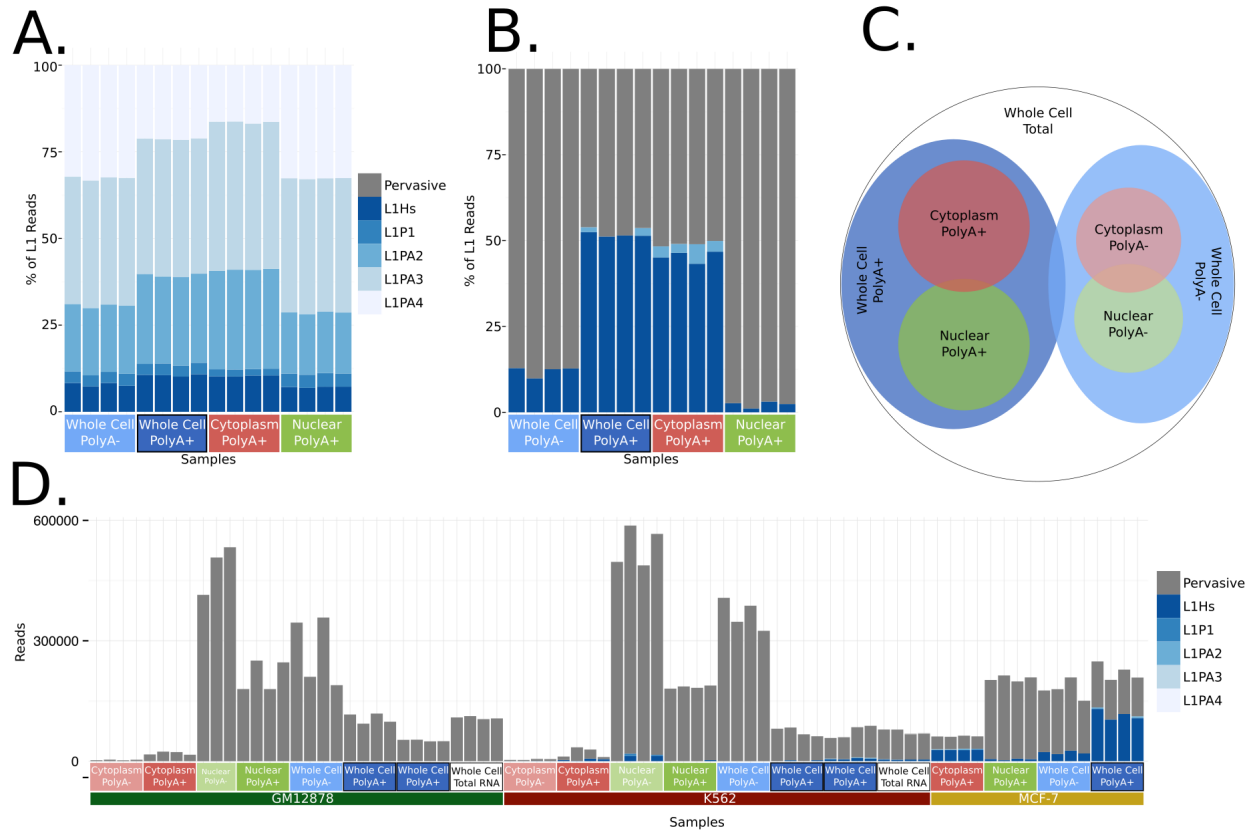 A.
% of L1 Reads
100
75
50
25
0
Whole Cell
PolyA-
Whole Cell
PolyA+
Cytoplasm
PolyA+
Nuclear
PolyA+
Samples
Pervasive
L1Hs
L1P1
L1PA2
L1PA3
L1PA4
B.
% of L1 Reads
100
75
50
25
0
Whole Cell
PolyA-
Whole Cell
PolyA+
Cytoplasm
PolyA+
Nuclear
PolyA+
Samples
C.
Whole Cell
Total
Whole Cell
PolyA+
Cytoplasm
PolyA+
Nuclear
PolyA+
Cytoplasm
PolyA-
Nuclear
PolyA-
Whole Cell
PolyA-
D.
Reads
600000
300000
0
Cytoplasm
PolyA-
Cytoplasm
PolyA+
Nuclear
PolyA-
Nuclear
PolyA+
Whole Cell
PolyA-
Whole Cell
PolyA+
Whole Cell
PolyA+
Whole Cell
Total RNA
Cytoplasm
PolyA-
Cytoplasm
PolyA+
Nuclear
PolyA-
Nuclear
PolyA+
Whole Cell
PolyA-
Whole Cell
PolyA+
Whole Cell
PolyA+
Whole Cell
Total RNA
Cytoplasm
PolyA+
Nuclear
PolyA+
Whole Cell
PolyA-
Whole Cell
PolyA+
GM12878
K562
MCF-7
Samples
Pervasive
L1Hs
L1P1
L1PA2
L1PA3
L1PA4